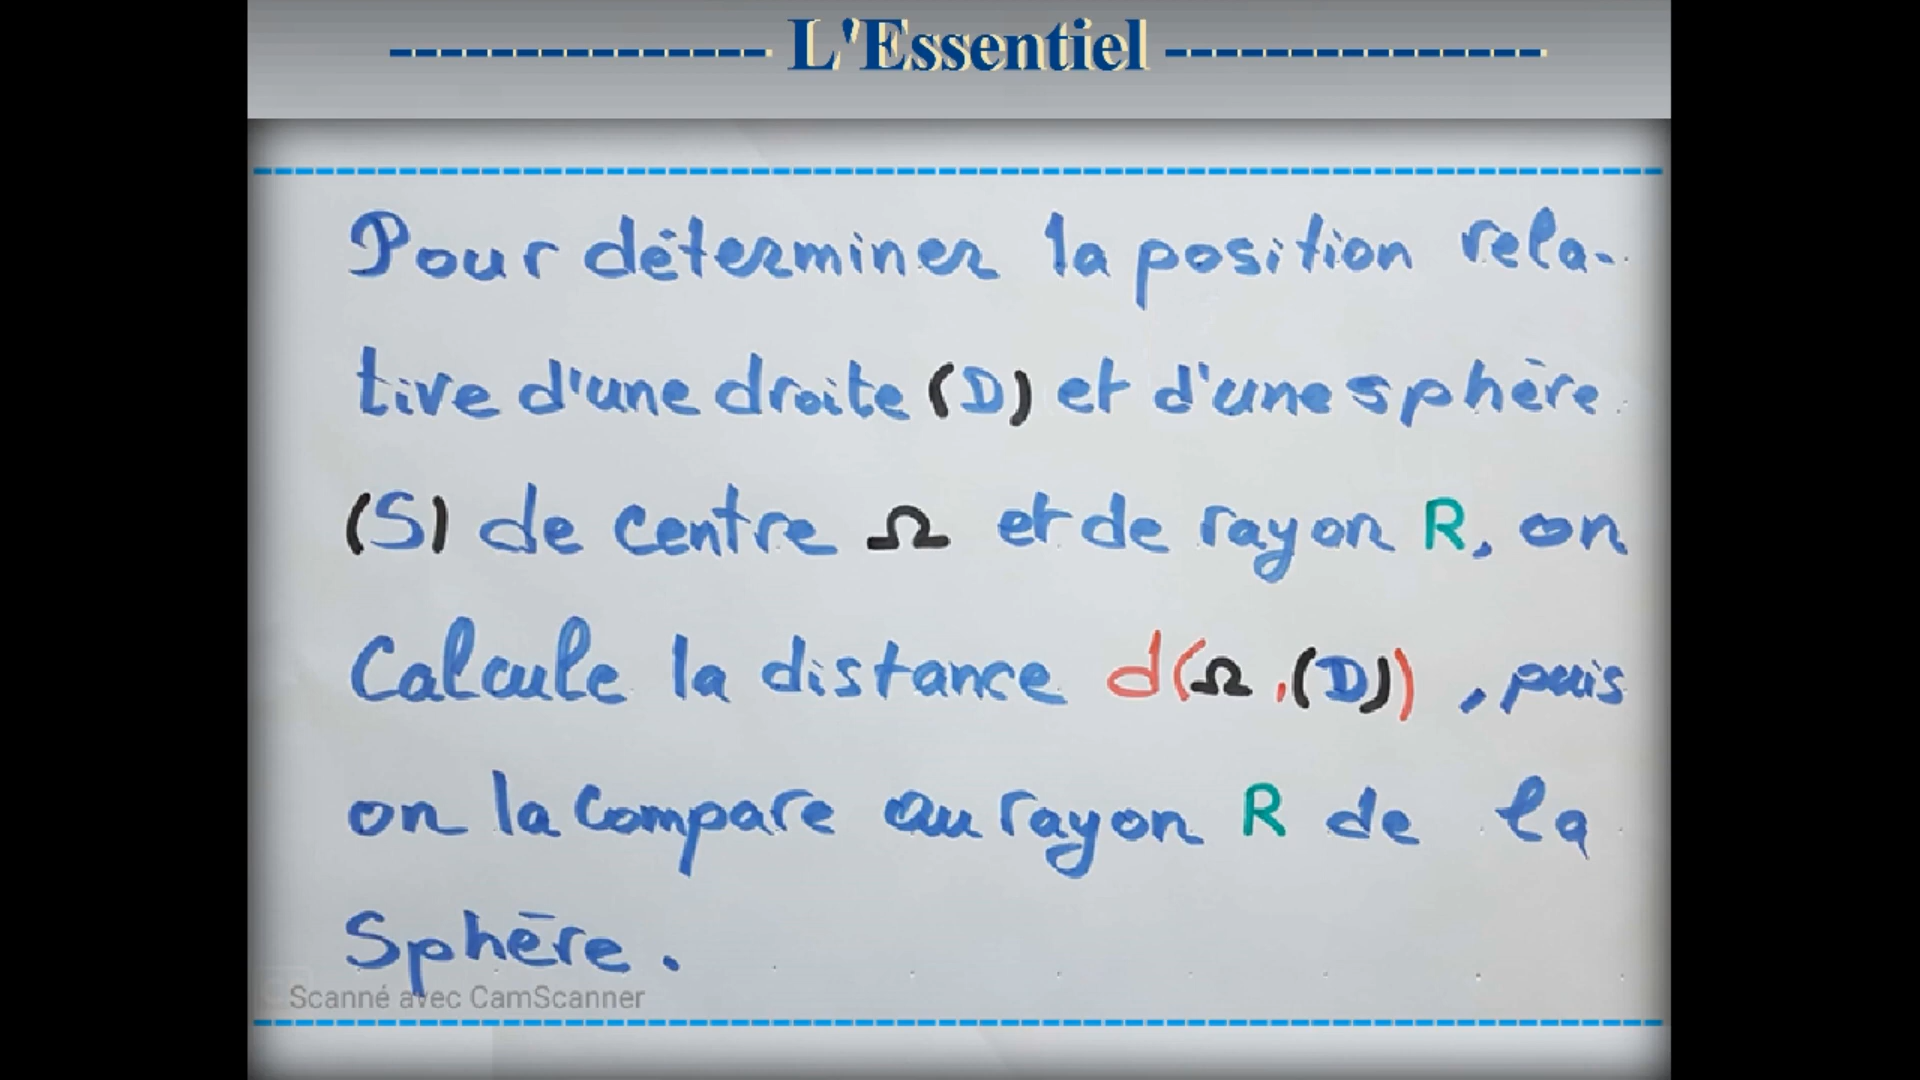 --------------- L'Essentiel ---------------
Pour déterminer la position rela-
tive d'une droite (D) et d'une sphère
(S) de centre Ω et de rayon R, on
Calcule la distance d(Ω,(D)), puis
on la compare au rayon R de la
Sphère.
Scanné avec CamScanner